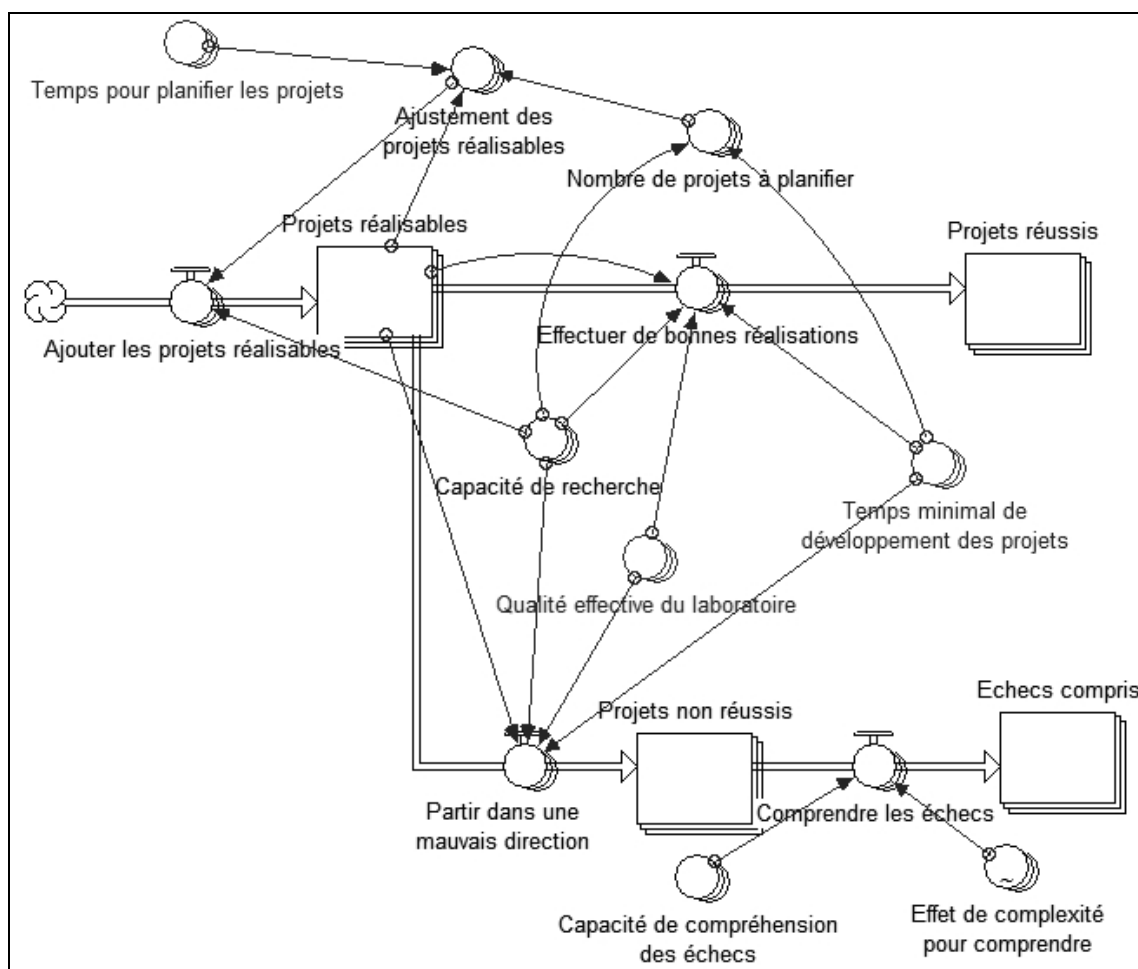 Temps pour planifier les projets
Ajustement des
projets réalisables
Nombre de projets à planifier
Projets réalisables
Projets réussis
Ajouter les projets réalisables
Effectuer de bonnes réalisations
Capacité de recherche
Temps minimal de
développement des projets
Qualité effective du laboratoire
Projets non réussis
Echecs compris
Partir dans une
mauvais direction
Comprendre les échecs
Capacité de compréhension
des échecs
~
Effet de complexité
pour comprendre